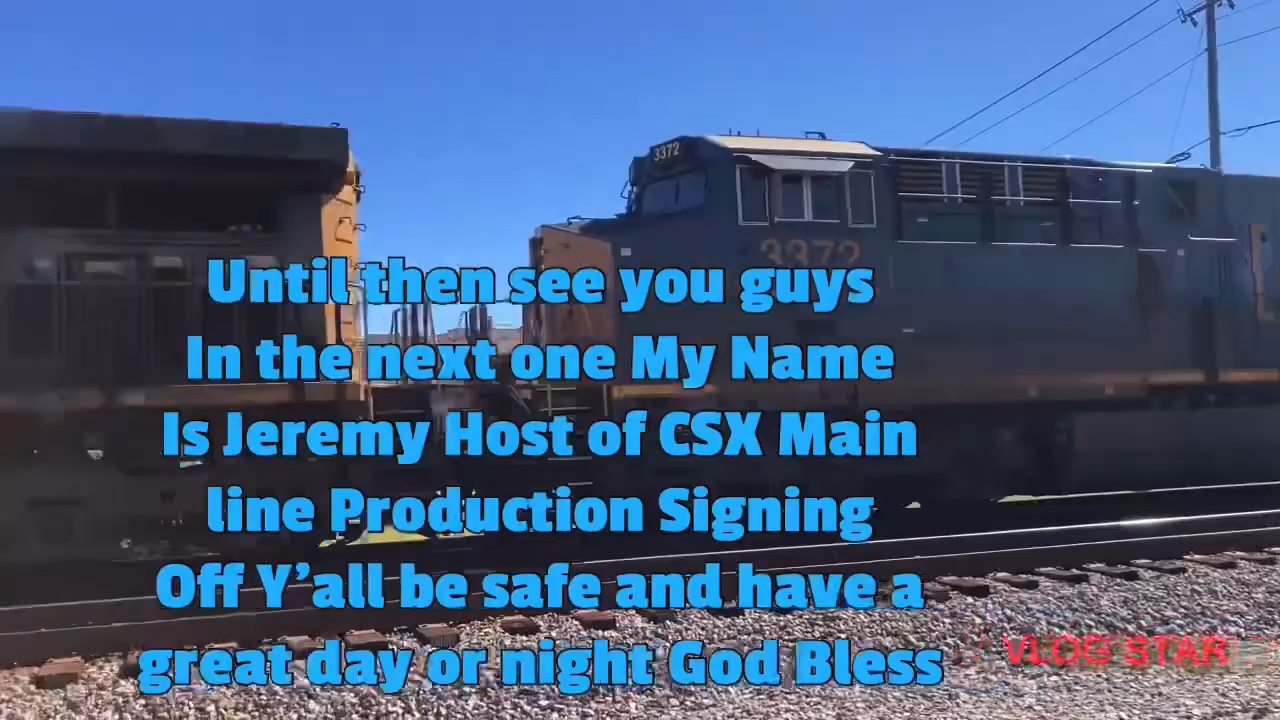 3372
3372
Until then see you guys
In the next one My Name
Is Jeremy Host of CSX Main
line Production Signing
Off Y’all be safe and have a
great day or night God Bless
VLOG STAR